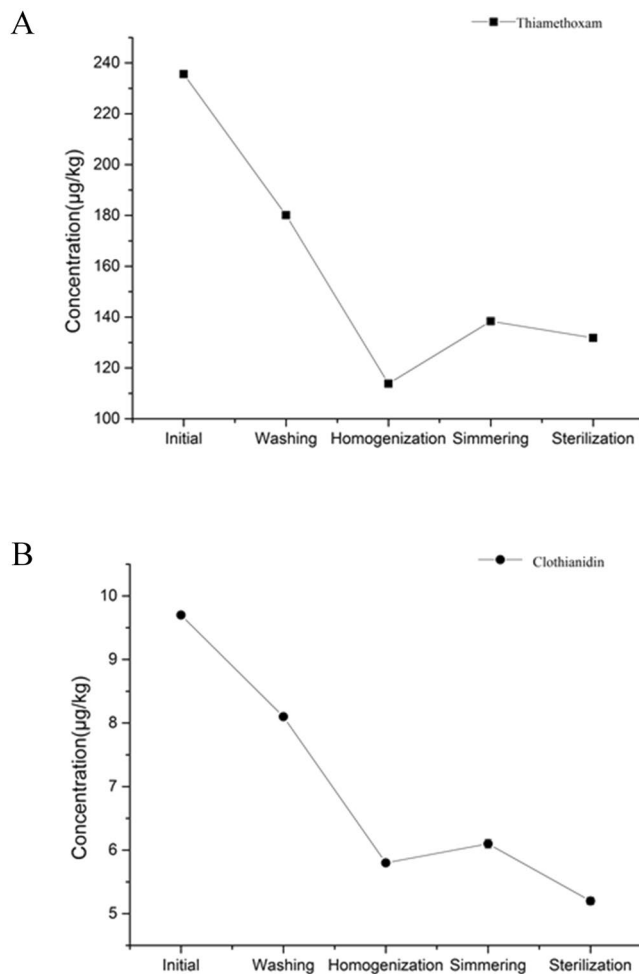 A
Thiamethoxam
240
220
200
180
160
140
120
100
Concentration(µg/kg)
Initial Washing Homogenization Simmering Sterilization
B
Clothianidin
10
9
8
7
6
5
Concentration(µg/kg)
Initial Washing Homogenization Simmering Sterilization